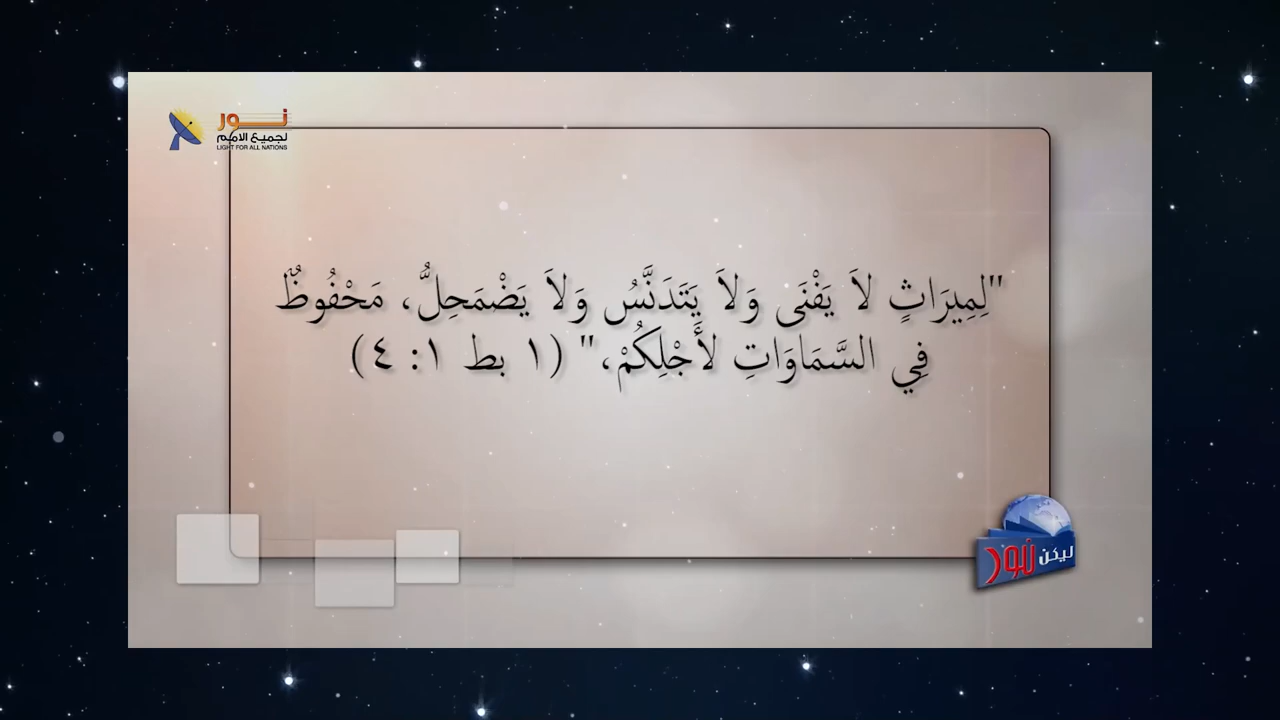 نـــور
لجميع الامم
LIGHT FOR ALL NATIONS
"لِمِيرَاثٍ لاَ يَفْنَى وَلاَ يَتَدَنَّسُ وَلاَ يَضْمَحِلُّ، مَحْفُوظٌ
فِي السَّمَاوَاتِ لأَجْلِكُمْ،" (١ بط ١: ٤)
ليكن نور